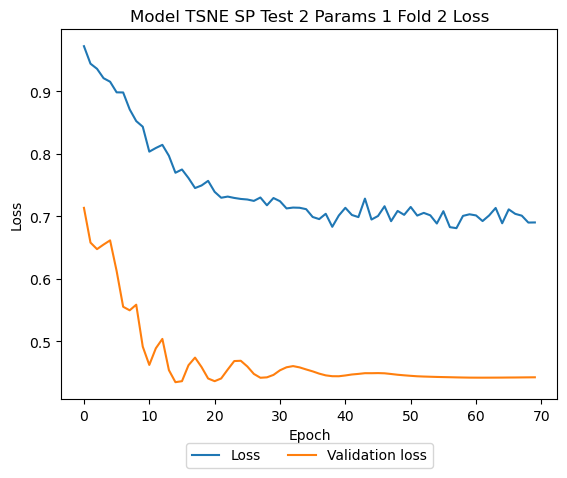 Model TSNE SP Test 2 Params 1 Fold 2 Loss
0.9
0.8
0.7
0.6
0.5
Loss
0 10 20 30 40 50 60 70
Epoch
Loss Validation loss